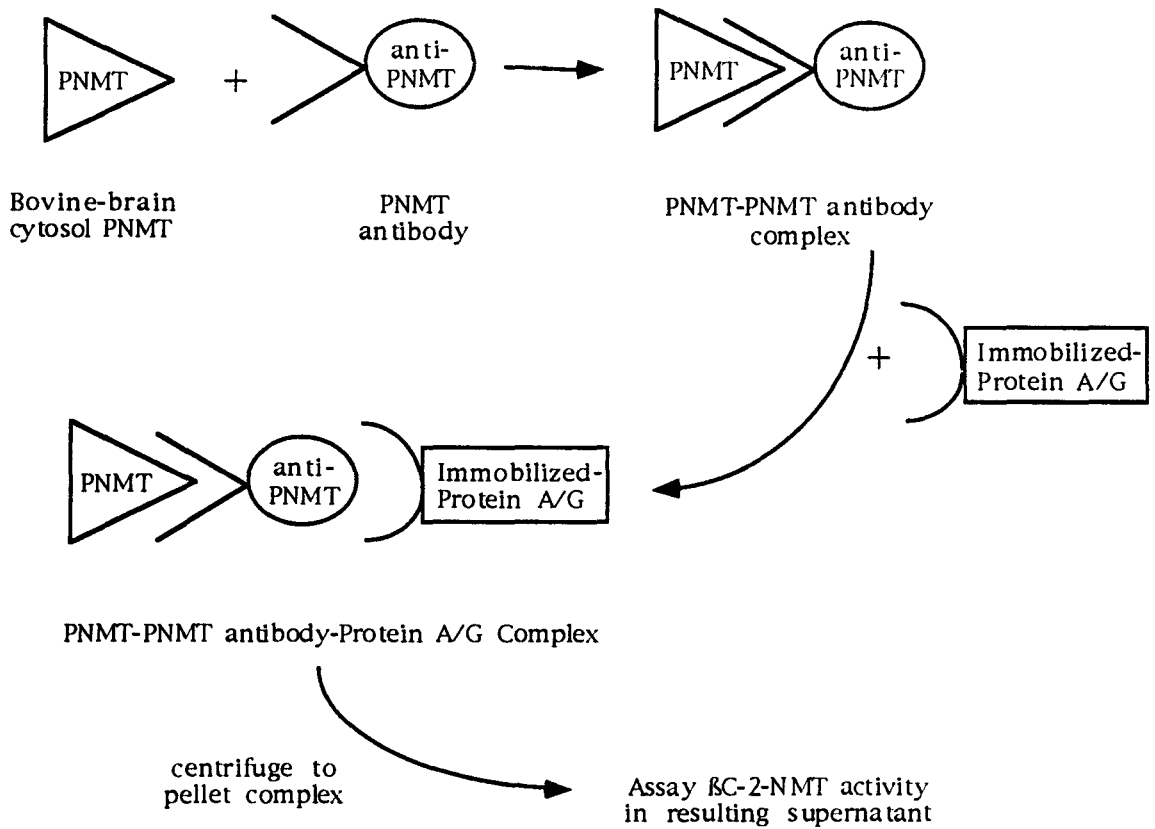 PNMT
+
anti-
PNMT
PNMT
anti-
PNMT
Bovine-brain
cytosol PNMT
PNMT
antibody
PNMT-PNMT antibody
complex
+
Immobilized-
Protein A/G
PNMT
anti-
PNMT
Immobilized-
Protein A/G
PNMT-PNMT antibody-Protein A/G Complex
centrifuge to
pellet complex
Assay ßC-2-NMT activity
in resulting supernatant